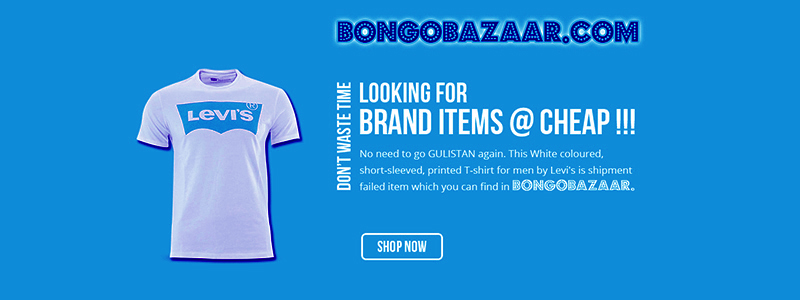 BONGOBAZAAR.COM
LEVI'S ®
DON'T WASTE TIME
LOOKING FOR
BRAND ITEMS @ CHEAP !!!
No need to go GULISTAN again. This White coloured,
short-sleeved, printed T-shirt for men by Levi's is shipment
failed item which you can find in BONGOBAZAAR.
SHOP NOW